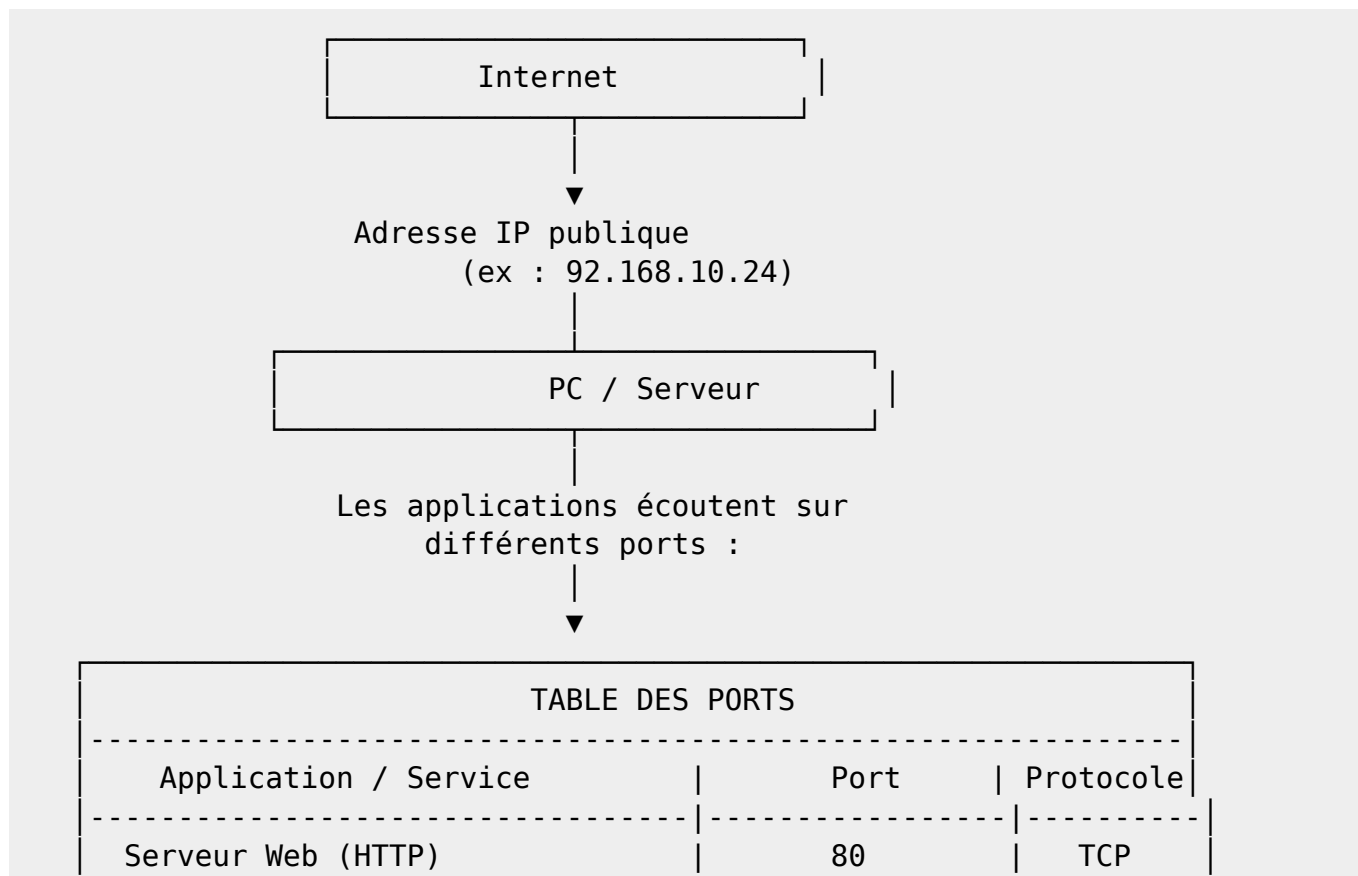 Internet
Adresse IP publique
(ex : 92.168.10.24)
PC / Serveur
Les applications écoutent sur
différents ports :
TABLE DES PORTS
Application / Service | Port | Protocole
Serveur Web (HTTP) | 80 | TCP